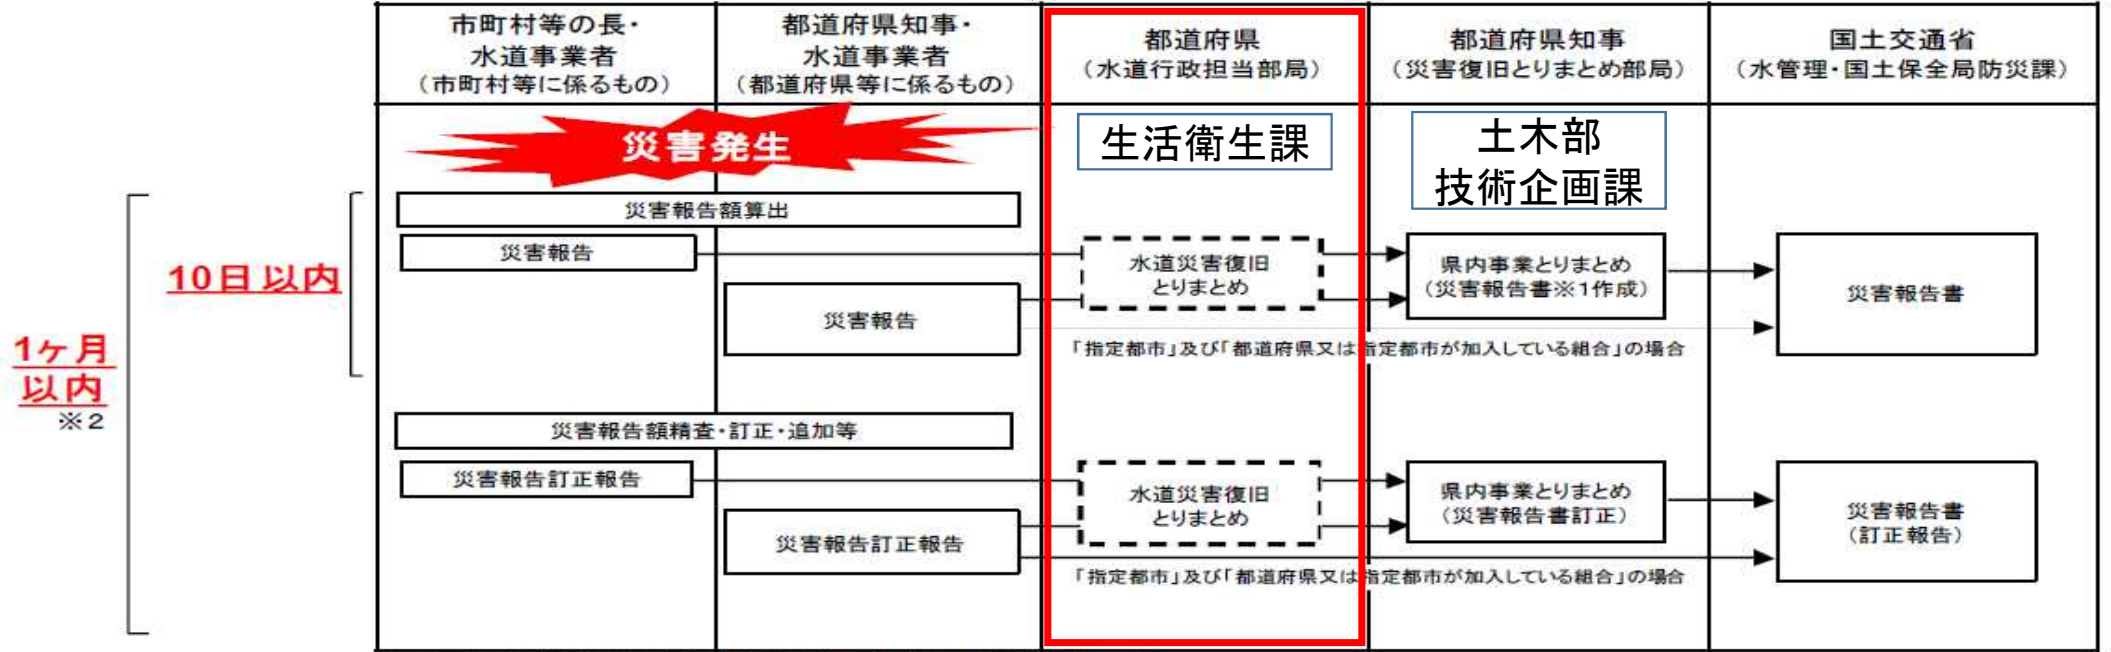 市町村等の長・
水道事業者
（市町村等に係るもの）
都道府県知事・
水道事業者
（都道府県等に係るもの）
都道府県
（水道行政担当部局）
都道府県知事
（災害復旧とりまとめ部局）
国土交通省
（水管理・国土保全局防災課）
災害発生
生活衛生課
土木部
技術企画課
1ヶ月
以内
※2
10日以内
災害報告額算出
災害報告
災害報告
水道災害復旧
とりまとめ
県内事業とりまとめ
（災害報告書※1作成）
災害報告書
「指定都市」及び「都道府県又は指定都市が加入している組合」の場合
災害報告額精査・訂正・追加等
災害報告訂正報告
災害報告訂正報告
水道災害復旧
とりまとめ
県内事業とりまとめ
（災害報告書訂正）
災害報告書
（訂正報告）
「指定都市」及び「都道府県又は指定都市が加入している組合」の場合